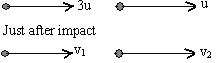 3u u
Just after impact
v₁ v₂